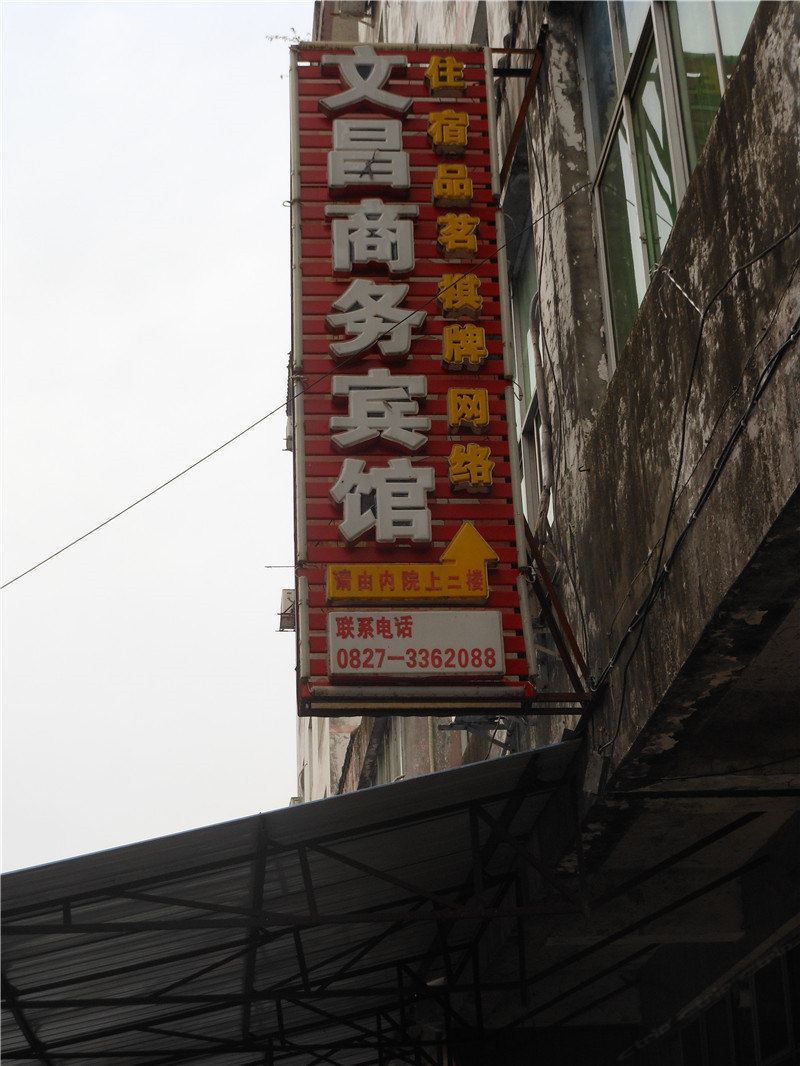 文昌商务宾馆
住宿品茗棋牌网络
请由内院上二楼
联系电话
0827-3362088